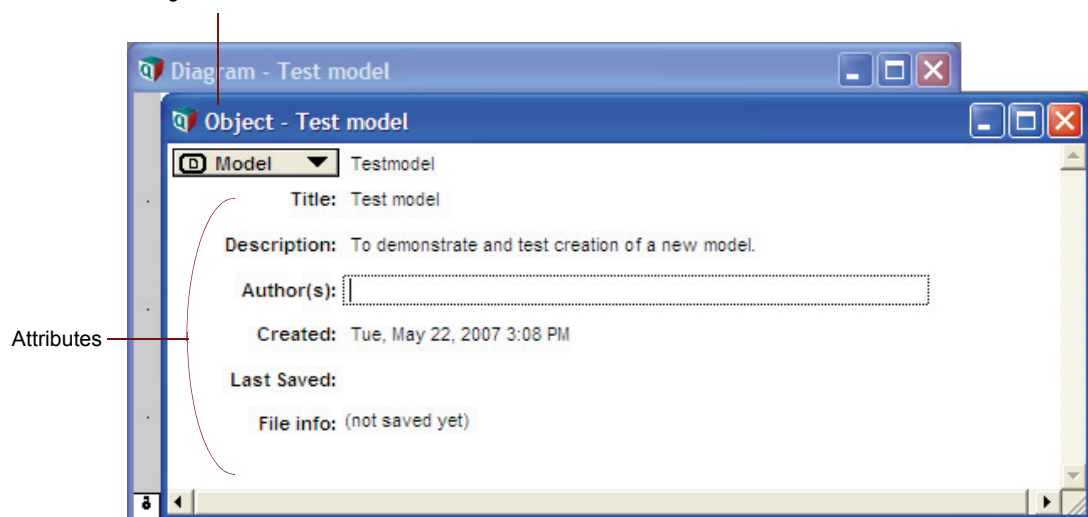 Diagram - Test model
Object - Test model
Model Testmodel
Title: Test model
Description: To demonstrate and test creation of a new model.
Author(s):
Attributes
Created: Tue, May 22, 2007 3:08 PM
Last Saved:
File info: (not saved yet)